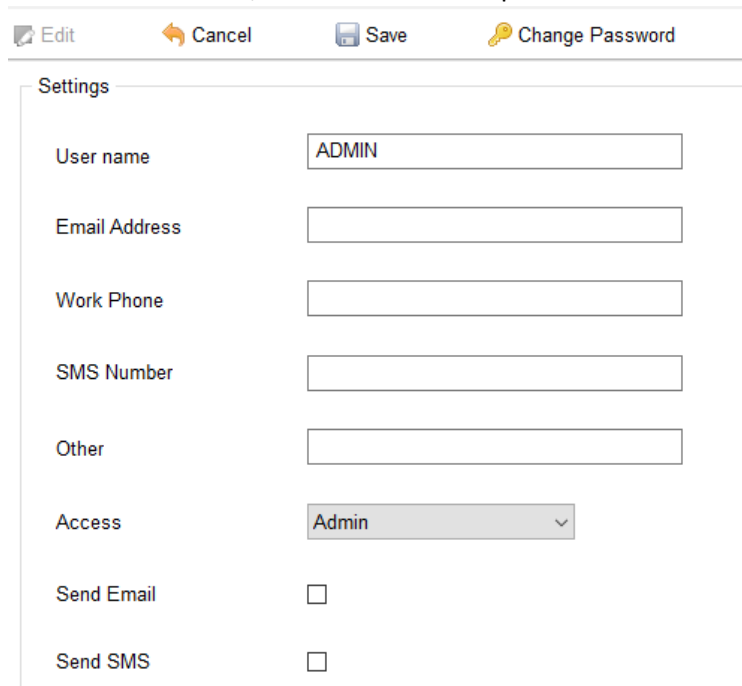 Edit Cancel Save Change Password
Settings
User name ADMIN
Email Address
Work Phone
SMS Number
Other
Access Admin
Send Email
Send SMS